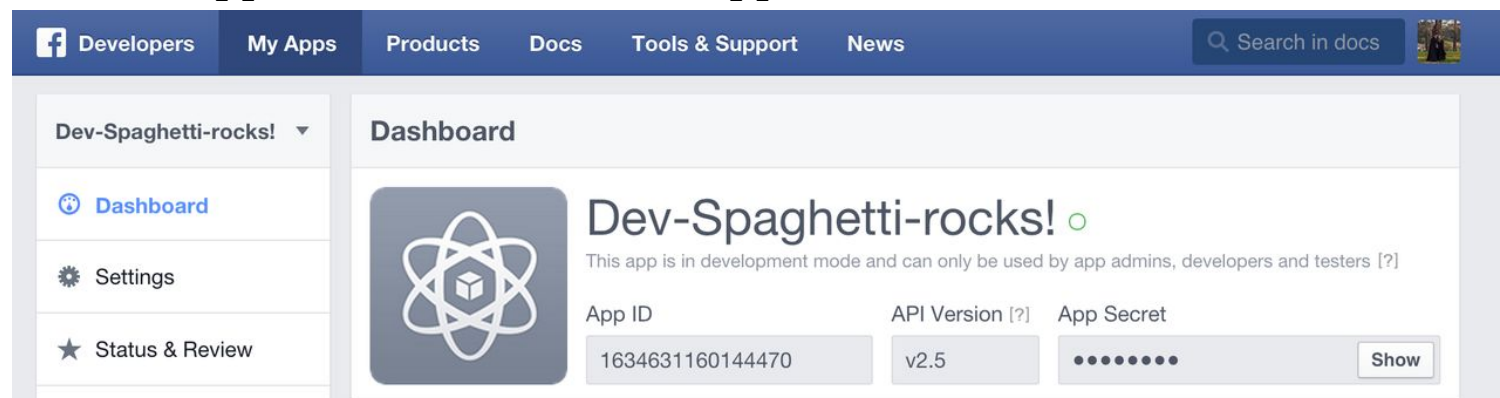 Developers My Apps Products Docs Tools & Support News Search in docs
Dev-Spaghetti-rocks!
Dashboard
Settings
Status & Review
Dashboard
Dev-Spaghetti-rocks!
This app is in development mode and can only be used by app admins, developers and testers [?]
App ID API Version [?] App Secret
1634631160144470 v2.5 •••••••• Show